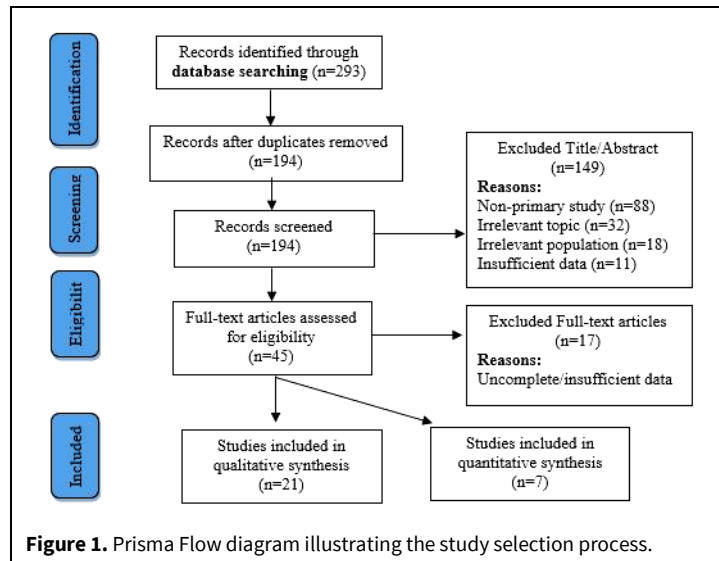 Identification
Records identified through
database searching (n=293)
Records after duplicates removed
(n=194)
Screening
Records screened
(n=194)
Excluded Title/Abstract
(n=149)
Reasons:
Non-primary study (n=88)
Irrelevant topic (n=32)
Irrelevant population (n=18)
Insufficient data (n=11)
Eligibilit
Full-text articles assessed
for eligibility
(n=45)
Excluded Full-text articles
(n=17)
Reasons:
Uncomplete/insufficient data
Included
Studies included in
qualitative synthesis
(n=21)
Studies included in
quantitative synthesis
(n=7)
Figure 1. Prisma Flow diagram illustrating the study selection process.